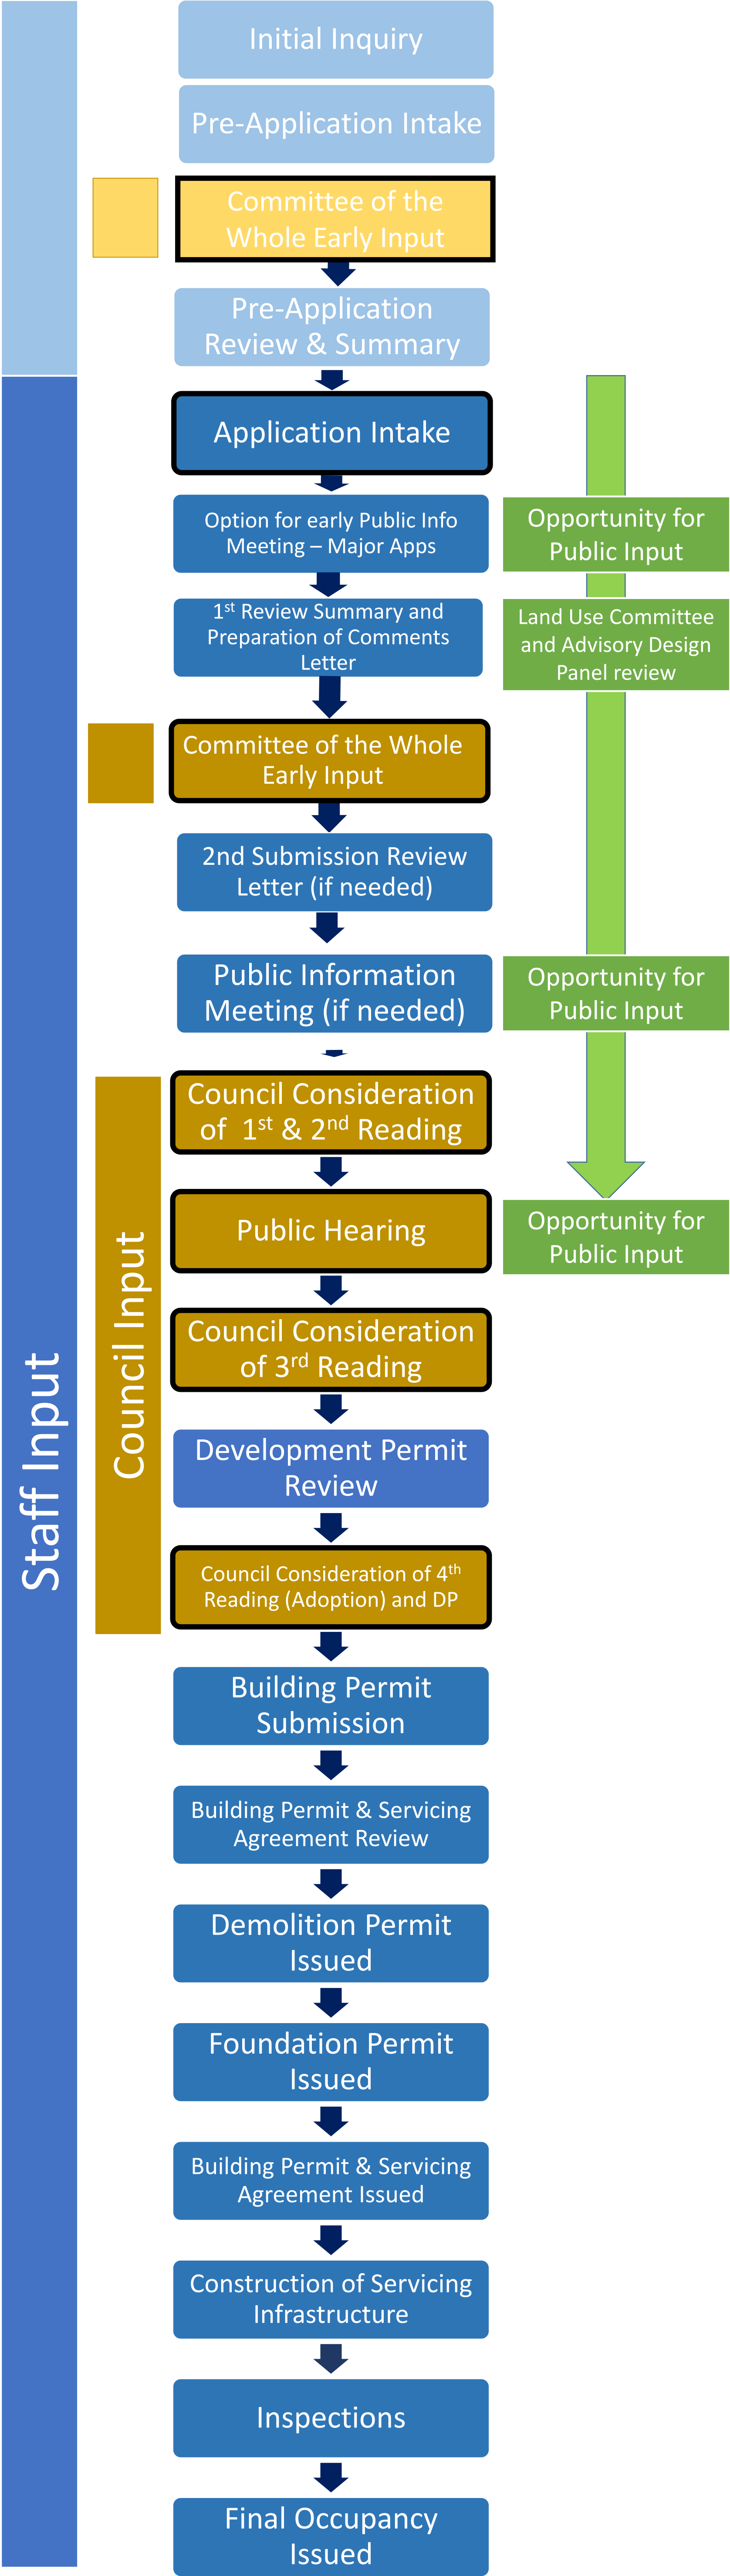 Initial Inquiry
Pre-Application Intake
Committee of the
Whole Early Input
Pre-Application
Review & Summary
Application Intake
Option for early Public Info
Meeting – Major Apps
Opportunity for
Public Input
1st Review Summary and
Preparation of Comments
Letter
Land Use Committee
and Advisory Design
Panel review
Committee of the Whole
Early Input
2nd Submission Review
Letter (if needed)
Public Information
Meeting (if needed)
Opportunity for
Public Input
Council Consideration
of 1st & 2nd Reading
Public Hearing
Opportunity for
Public Input
Council Consideration
of 3rd Reading
Council Input
Staff Input
Development Permit
Review
Council Consideration of 4th
Reading (Adoption) and DP
Building Permit
Submission
Building Permit & Servicing
Agreement Review
Demolition Permit
Issued
Foundation Permit
Issued
Building Permit & Servicing
Agreement Issued
Construction of Servicing
Infrastructure
Inspections
Final Occupancy
Issued